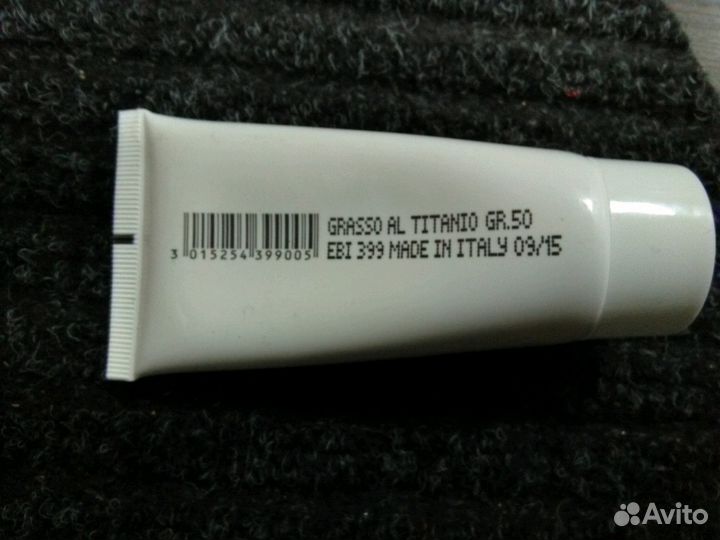 GRASSO AL TITANIO GR.50
EBI 399 MADE IN ITALY 09/15
3 015254 399005
Avito